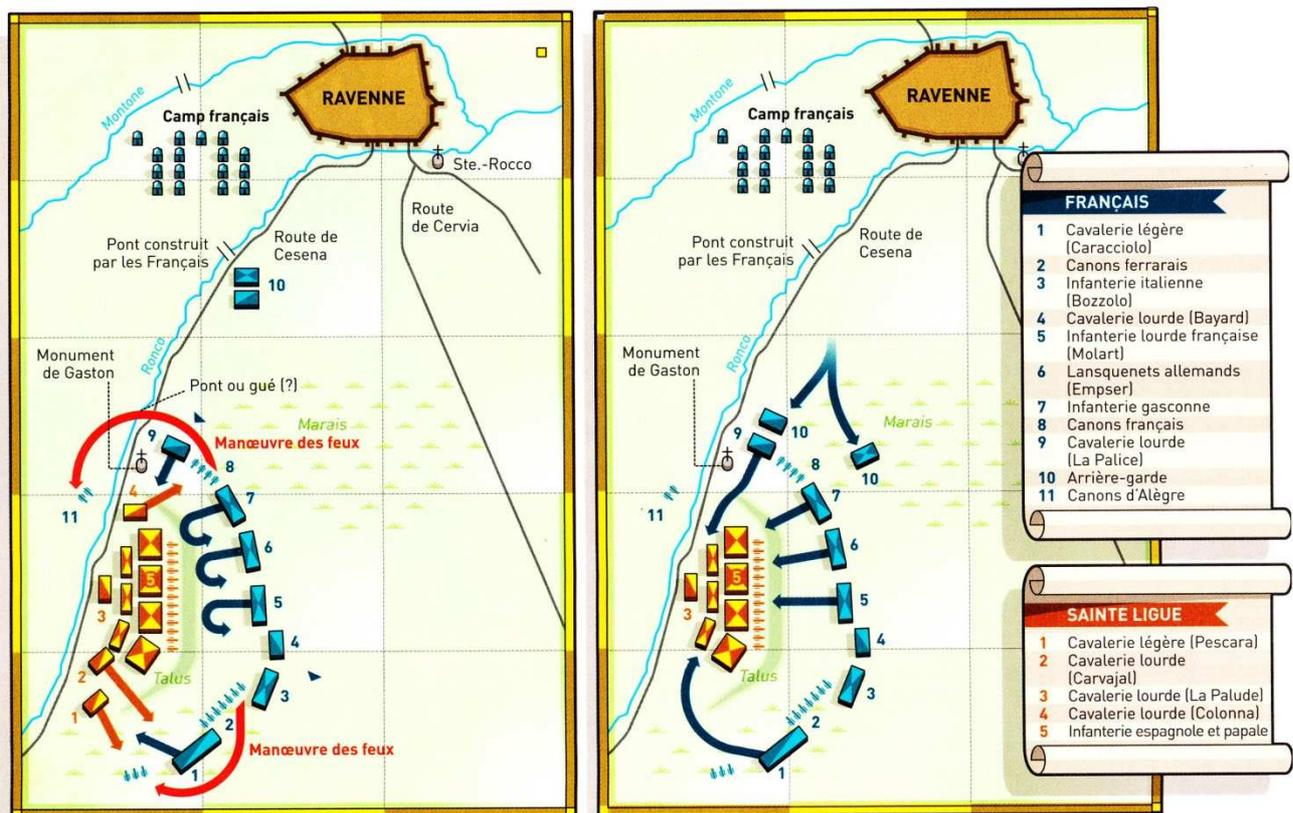 RAVENNE
Montone
Camp français
Ste.-Rocco
Route
de Cervia
Pont construit
par les Français
Route de
Cesena
10
Monument
de Gaston
Ronco
Pont ou gué (?)
Marais
Manœuvre des feux
9
8
7
11
4
6
5
5
3
4
2
Talus
3
1
2
Manœuvre des feux
1
RAVENNE
Montone
Camp français
Pont construit
par les Français
Route de
Cesena
Monument
de Gaston
Ronco
Marais
10
9
8
10
7
11
6
5
3
5
4
Talus
3
2
1
FRANÇAIS
1 Cavalerie légère
(Caracciolo)
2 Canons ferrarais
3 Infanterie italienne
(Bozzolo)
4 Cavalerie lourde (Bayard)
5 Infanterie lourde française
(Molart)
6 Lansquenets allemands
(Empser)
7 Infanterie gasconne
8 Canons français
9 Cavalerie lourde
(La Palice)
10 Arrière-garde
11 Canons d'Alègre
SAINTE LIGUE
1 Cavalerie légère (Pescara)
2 Cavalerie lourde
(Carvajal)
3 Cavalerie lourde (La Palude)
4 Cavalerie lourde (Colonna)
5 Infanterie espagnole et papale